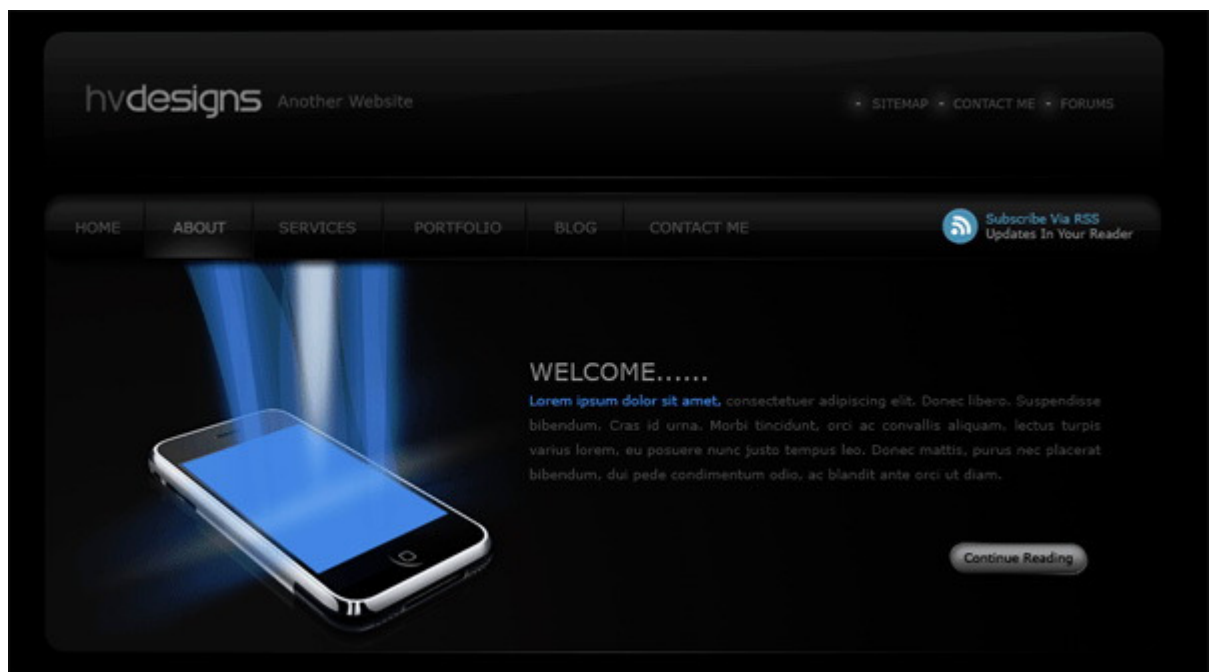 hvdesigns Another Website
SITEMAP CONTACT ME FORUMS
HOME ABOUT SERVICES PORTFOLIO BLOG CONTACT ME
Subscribe Via RSS
Updates In Your Reader
WELCOME......
Lorem ipsum dolor sit amet, consectetuer adipiscing elit. Donec libero. Suspendisse
bibendum. Cras id urna. Morbi tincidunt, orci ac convallis aliquam, lectus turpis
varius lorem, eu posuere nunc justo tempus leo. Donec mattis, purus nec placerat
bibendum, dui pede condimentum odio, ac blandit ante orci ut diam.
Continue Reading